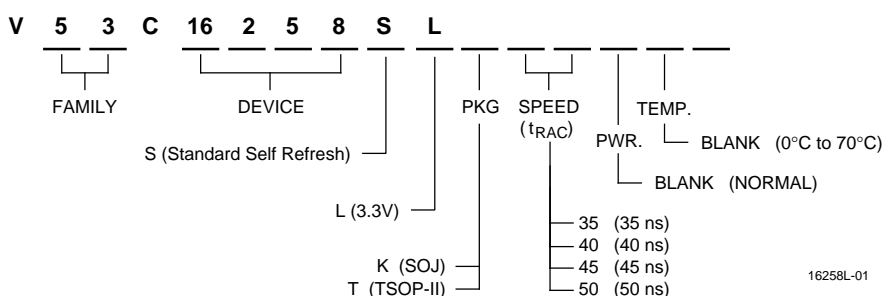 V 5 3 C 16 2 5 8 S L
FAMILY DEVICE PKG SPEED TEMP.
(tRAC) PWR.
S (Standard Self Refresh) BLANK (0°C to 70°C)
BLANK (NORMAL)
L (3.3V)
35 (35 ns)
40 (40 ns)
K (SOJ) 45 (45 ns) 16258L-01
T (TSOP-II) 50 (50 ns)